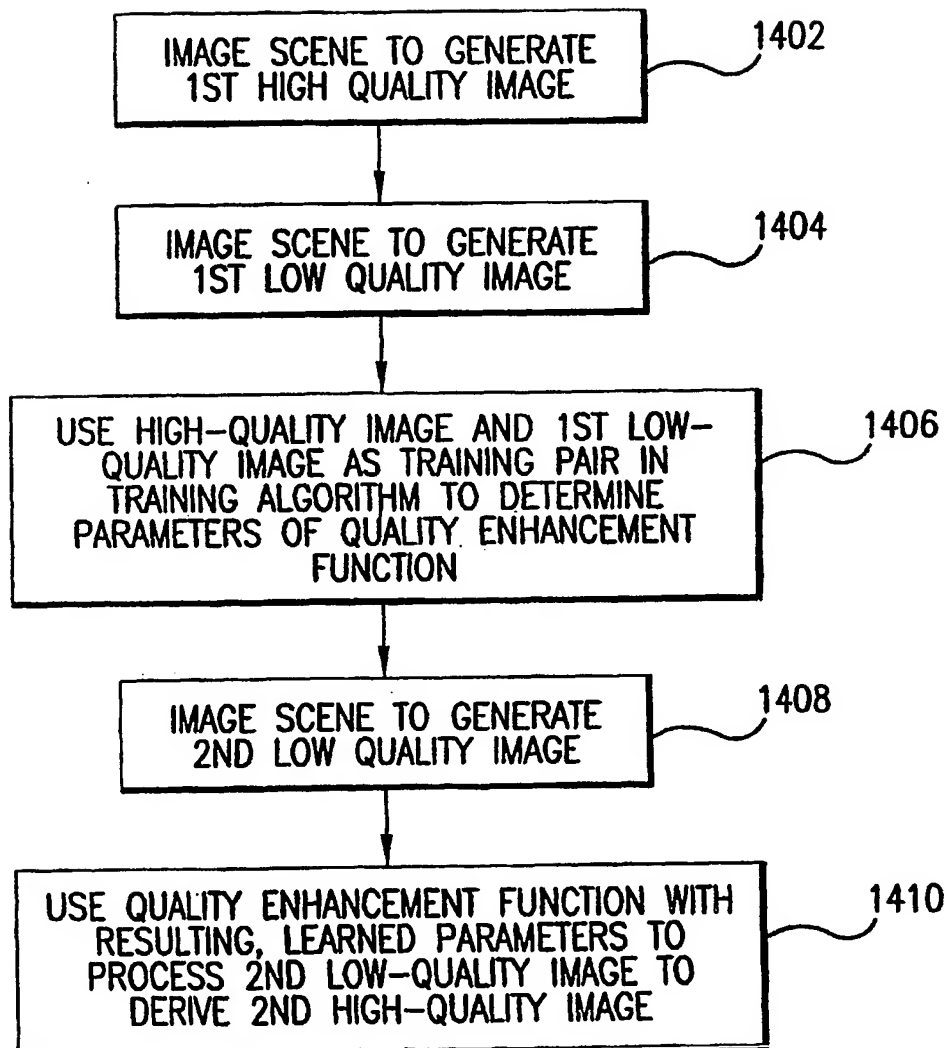 IMAGE SCENE TO GENERATE
1ST HIGH QUALITY IMAGE
1402
IMAGE SCENE TO GENERATE
1ST LOW QUALITY IMAGE
1404
USE HIGH-QUALITY IMAGE AND 1ST LOW-
QUALITY IMAGE AS TRAINING PAIR IN
TRAINING ALGORITHM TO DETERMINE
PARAMETERS OF QUALITY ENHANCEMENT
FUNCTION
1406
IMAGE SCENE TO GENERATE
2ND LOW QUALITY IMAGE
1408
USE QUALITY ENHANCEMENT FUNCTION WITH
RESULTING, LEARNED PARAMETERS TO
PROCESS 2ND LOW-QUALITY IMAGE TO
DERIVE 2ND HIGH-QUALITY IMAGE
1410